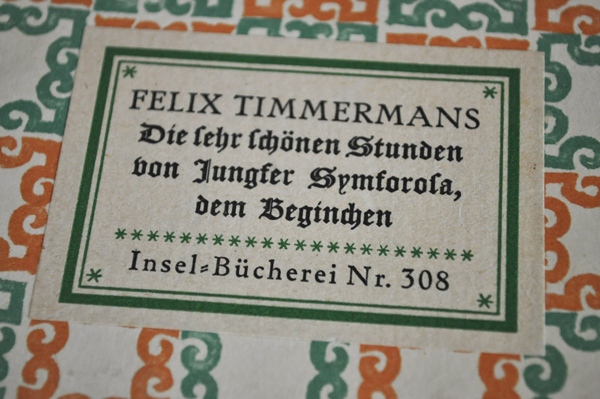 FELIX TIMMERMANS
Die ſehr ſchönen Stunden
von Jungfer Symforoſa,
dem Beginchen
********************
Insel=Bücherei Nr. 308